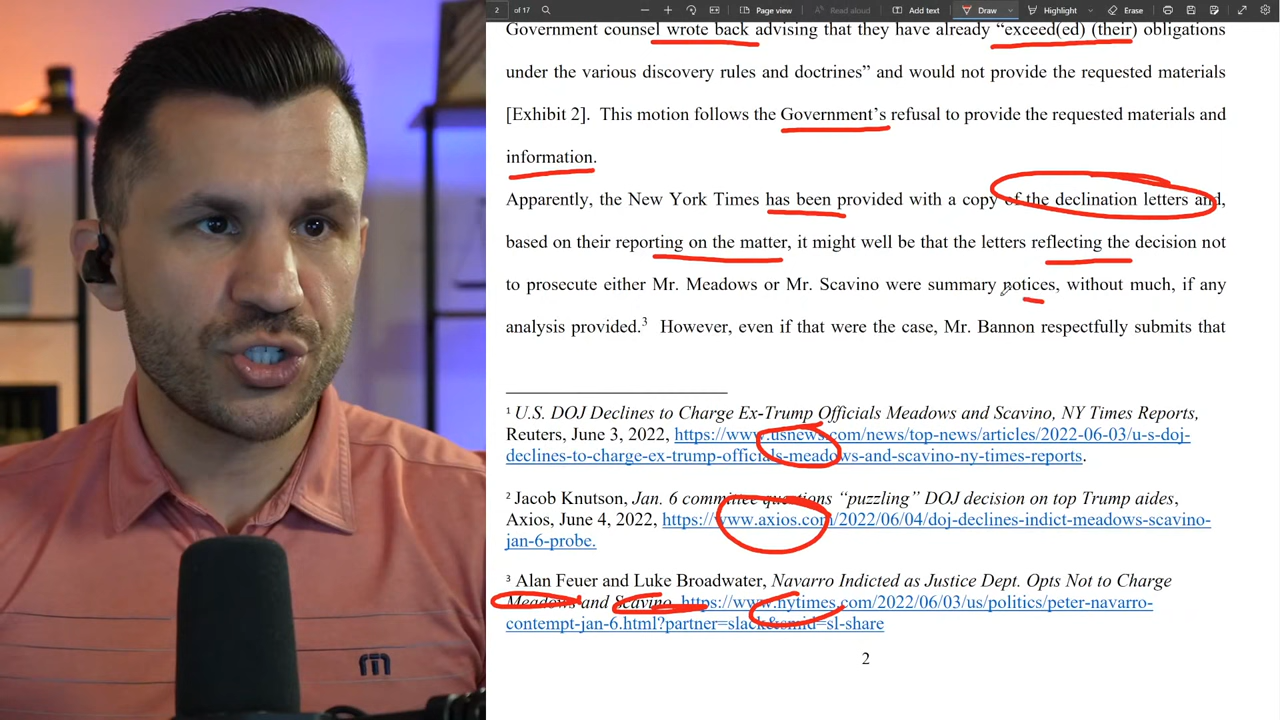 2 of 17 Page view Read aloud Add text Draw Highlight Erase
Government counsel wrote back advising that they have already “exceed(ed) (their) obligations
under the various discovery rules and doctrines” and would not provide the requested materials
[Exhibit 2]. This motion follows the Government’s refusal to provide the requested materials and
information.
Apparently, the New York Times has been provided with a copy of the declination letters and,
based on their reporting on the matter, it might well be that the letters reflecting the decision not
to prosecute either Mr. Meadows or Mr. Scavino were summary notices, without much, if any
analysis provided.3 However, even if that were the case, Mr. Bannon respectfully submits that
1 U.S. DOJ Declines to Charge Ex-Trump Officials Meadows and Scavino, NY Times Reports,
Reuters, June 3, 2022, https://www.usnews.com/news/top-news/articles/2022-06-03/u-s-doj-
declines-to-charge-ex-trump-officials-meadows-and-scavino-ny-times-reports.
2 Jacob Knutson, Jan. 6 committee questions “puzzling” DOJ decision on top Trump aides,
Axios, June 4, 2022, https://www.axios.com/2022/06/04/doj-declines-indict-meadows-scavino-
jan-6-probe.
3 Alan Feuer and Luke Broadwater, Navarro Indicted as Justice Dept. Opts Not to Charge
Meadows and Scavino, https://www.nytimes.com/2022/06/03/us/politics/peter-navarro-
contempt-jan-6.html?partner=slack&smid=sl-share
2